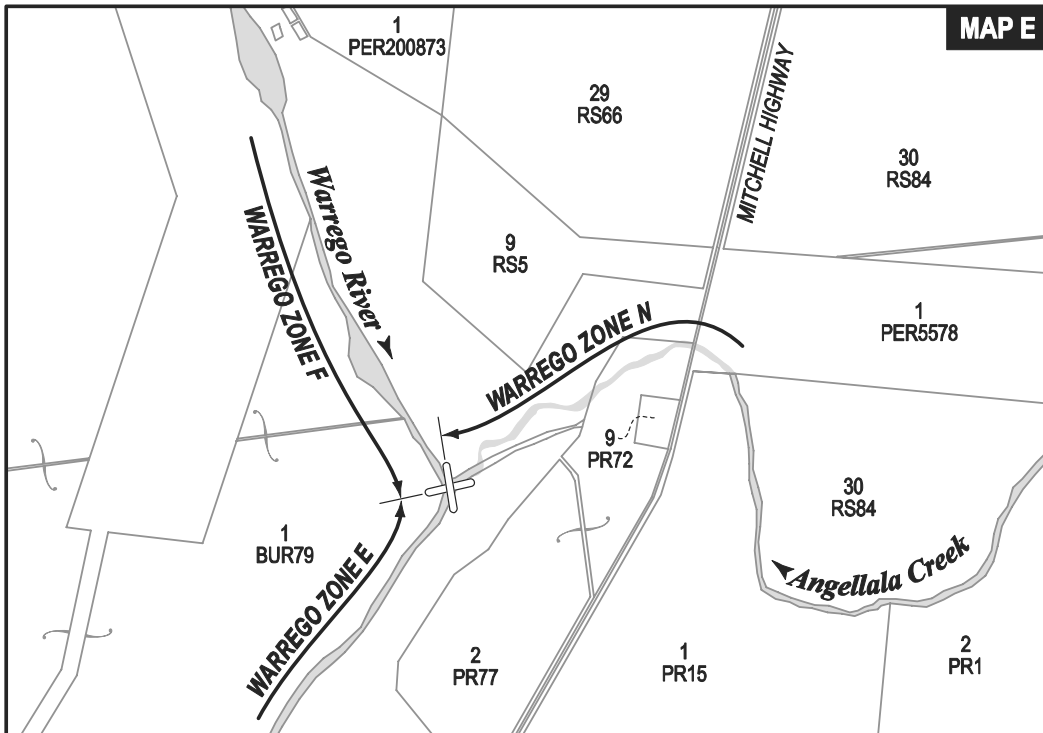 MAP E
1
PER200873
29
RS66
MITCHELL HIGHWAY
30
RS84
Warrego River
WARREGO ZONE F
9
RS5
1
PER5578
WARREGO ZONE N
9
PR72
30
RS84
1
BUR79
Angellala Creek
WARREGO ZONE E
2
PR77
1
PR15
2
PR1